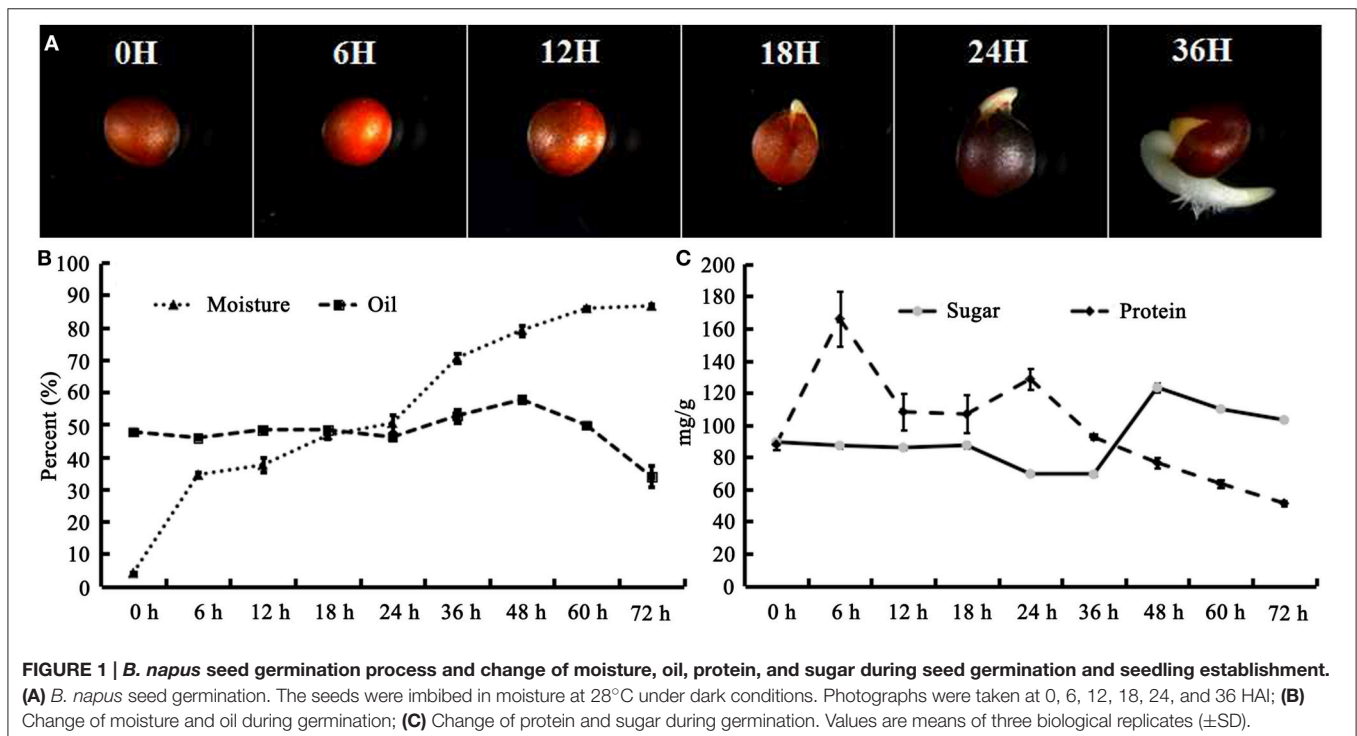 A
0H 6H 12H 18H 24H 36H
B
100
90
80
70
60
50
40
30
20
10
0
Percent (%)
Moisture Oil
0 h 6 h 12 h 18 h 24 h 36 h 48 h 60 h 72 h
C
200
180
160
140
120
100
80
60
40
20
0
mg/g
Sugar Protein
0 h 6 h 12 h 18 h 24 h 36 h 48 h 60 h 72 h
FIGURE 1 | B. napus seed germination process and change of moisture, oil, protein, and sugar during seed germination and seedling establishment.
(A) B. napus seed germination. The seeds were imbibed in moisture at 28°C under dark conditions. Photographs were taken at 0, 6, 12, 18, 24, and 36 HAI; (B)
Change of moisture and oil during germination; (C) Change of protein and sugar during germination. Values are means of three biological replicates (±SD).